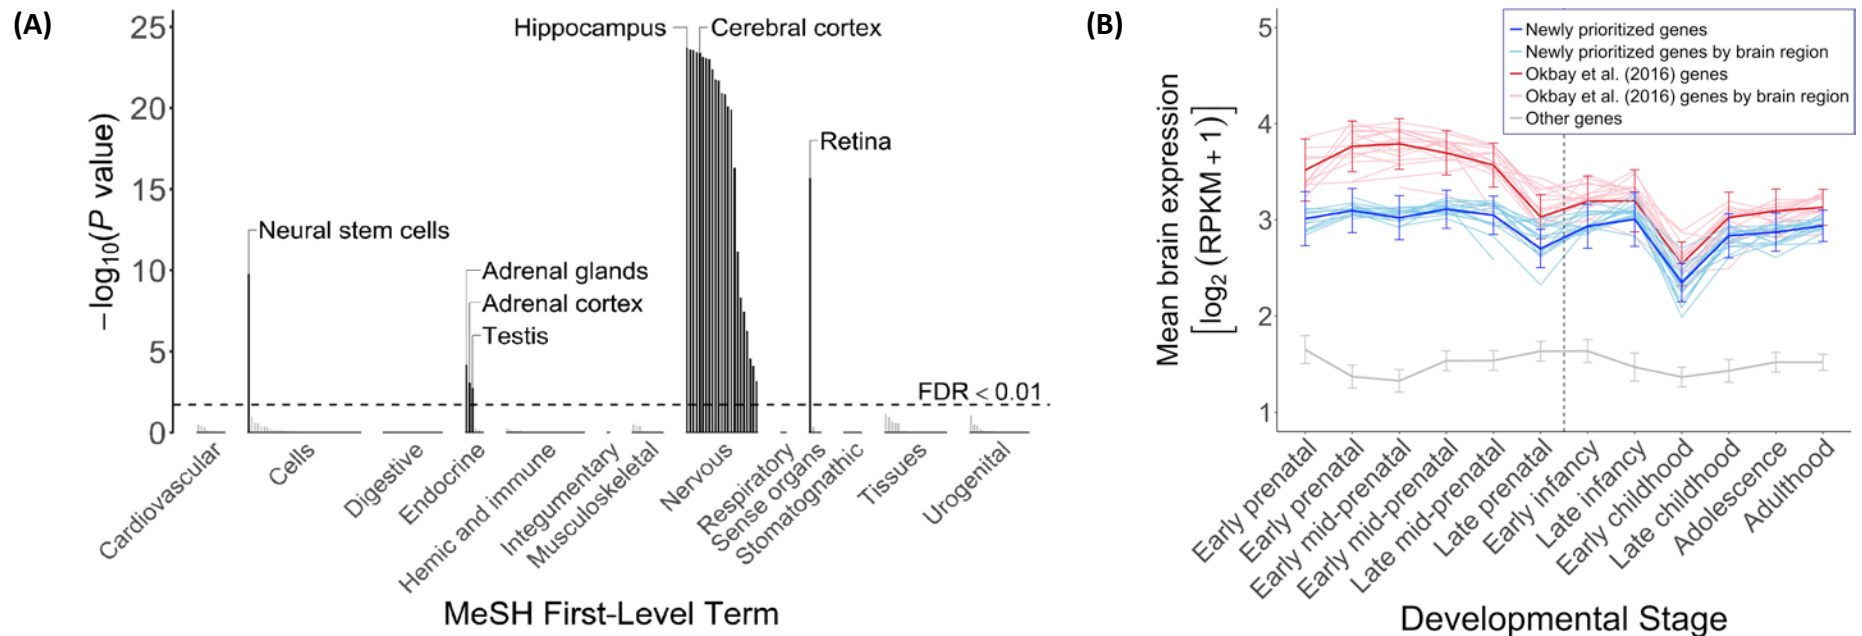 (A)
25
20
15
10
5
0
–log10(P value)
Hippocampus
Cerebral cortex
Retina
Neural stem cells
Adrenal glands
Adrenal cortex
Testis
FDR < 0.01
Cardiovascular
Cells
Digestive
Endocrine
Hemic and immune
Integumentary
Musculoskeletal
Nervous
Respiratory
Sense organs
Stomatognathic
Tissues
Urogenital
MeSH First-Level Term
(B)
5
4
3
2
1
Mean brain expression
[log2 (RPKM + 1)]
Newly prioritized genes
Newly prioritized genes by brain region
Okbay et al. (2016) genes
Okbay et al. (2016) genes by brain region
Other genes
Early prenatal
Early prenatal
Early mid-prenatal
Early mid-prenatal
Late mid-prenatal
Late prenatal
Early infancy
Late infancy
Early childhood
Late childhood
Adolescence
Adulthood
Developmental Stage